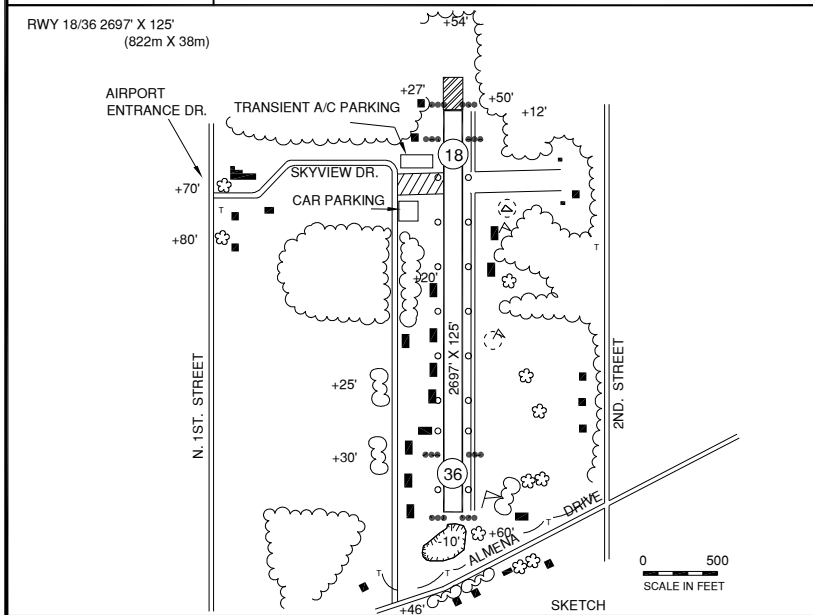 RWY 18/36 2697' X 125'
(822m X 38m)
+54'
+27'
+50'
+12'
AIRPORT
ENTRANCE DR.
TRANSIENT A/C PARKING
18
SKYVIEW DR.
+70'
CAR PARKING
T
+80'
T
+20'
2697' X 125'
N. 1ST. STREET
2ND. STREET
+25'
+30'
36
DRIVE
+60'
-10'
ALMENA
T
T
T
0 500
SCALE IN FEET
+46'
SKETCH